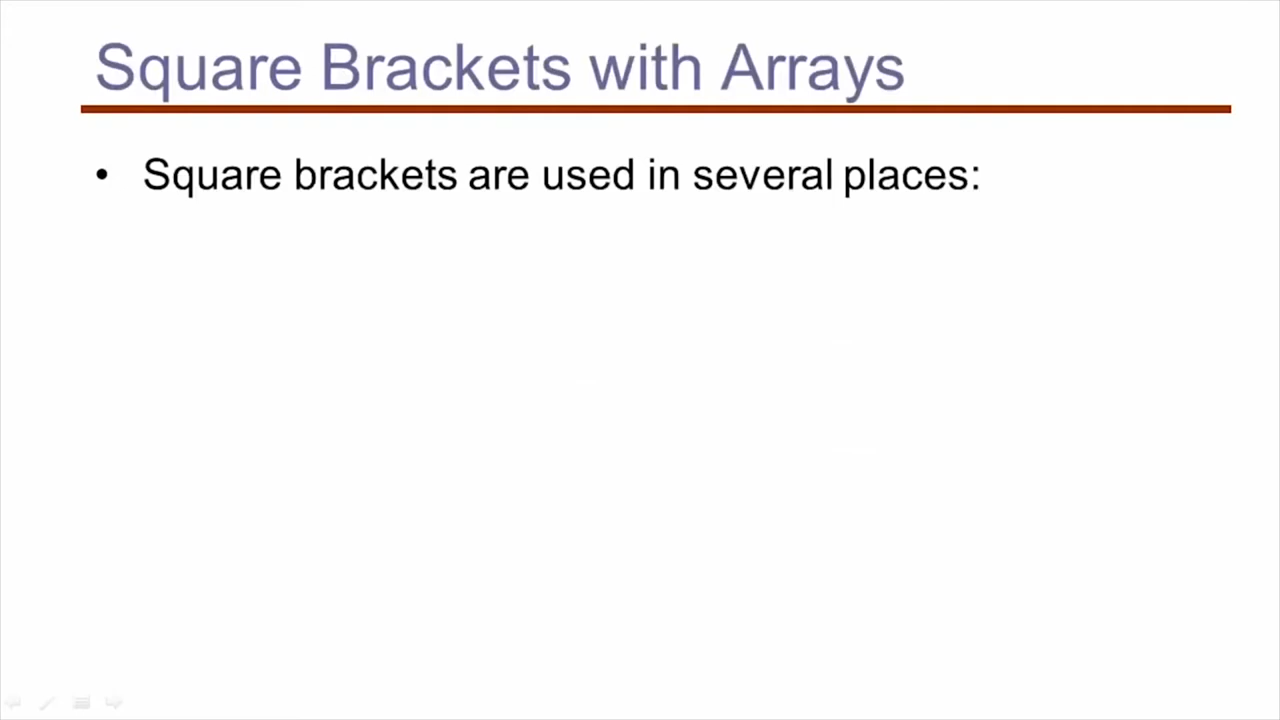 Square Brackets with Arrays
• Square brackets are used in several places: